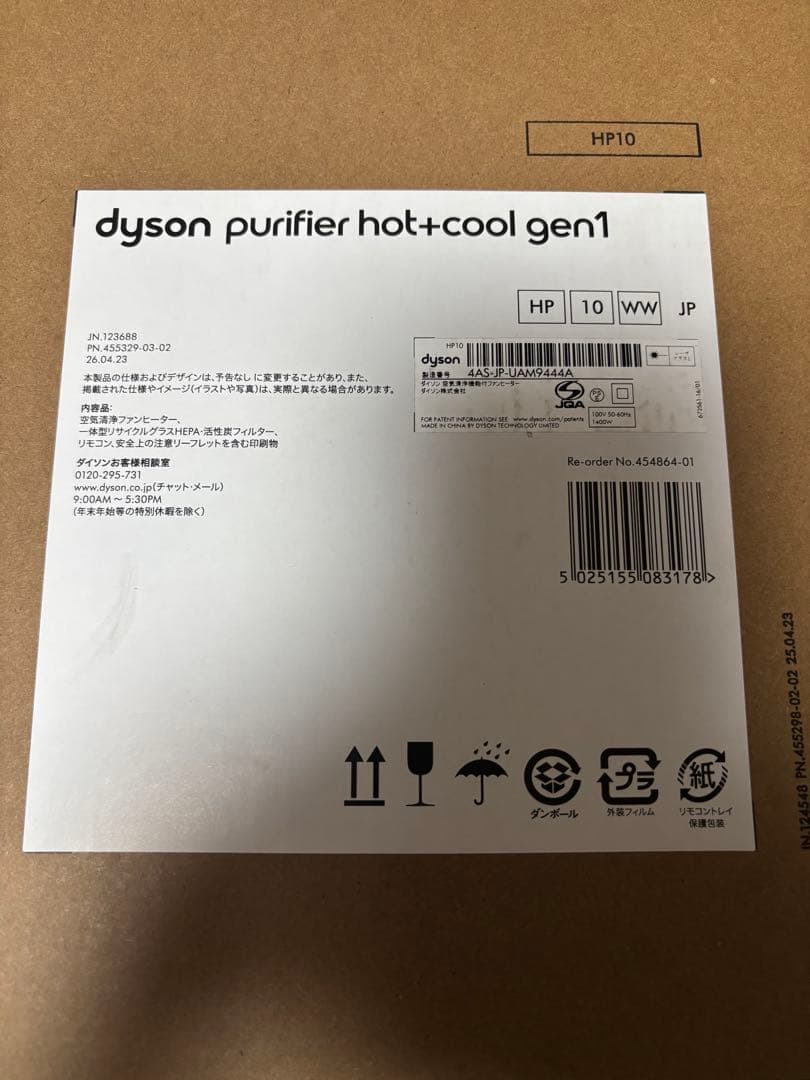 HP10
dyson purifier hot+cool gen1
HP 10 WW JP
JN.123688
PN.455329-03-02
26.04.23
本製品の仕様およびデザインは、予告なしに変更することがあり、また、
掲載された仕様やイメージ(イラストや写真)は、実際と異なる場合があります。
内容品:
空気清浄ファンヒーター、
一体型リサイクルグラスHEPA・活性炭フィルター、
リモコン、安全上の注意リーフレットを含む印刷物
ダイソンお客様相談室
0120-295-731
www.dyson.co.jp(チャット・メール)
9:00AM～5:30PM
(年末年始等の特別休暇を除く)
HP10
dyson
製造番号 4AS-JP-UAM9444A
ダイソン 空気清浄機能付ファンヒーター
ダイソン株式会社
JQA
PS
E
FOR PATENT INFORMATION SEE www.dyson.com/patents
MADE IN CHINA BY DYSON TECHNOLOGY LIMITED
100V 50-60Hz
1400W
672561-16/01
Re-order No.454864-01
5 025155 083178 >
ダンボール
プラ
外装フィルム
紙
リモコントレイ
保護包装
PN.455298-02-02 25.04.23